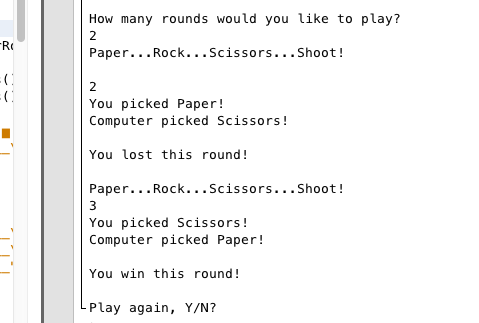 How many rounds would you like to play?
2
Paper...Rock...Scissors...Shoot!
2
You picked Paper!
Computer picked Scissors!
You lost this round!
Paper...Rock...Scissors...Shoot!
3
You picked Scissors!
Computer picked Paper!
You win this round!
Play again, Y/N?